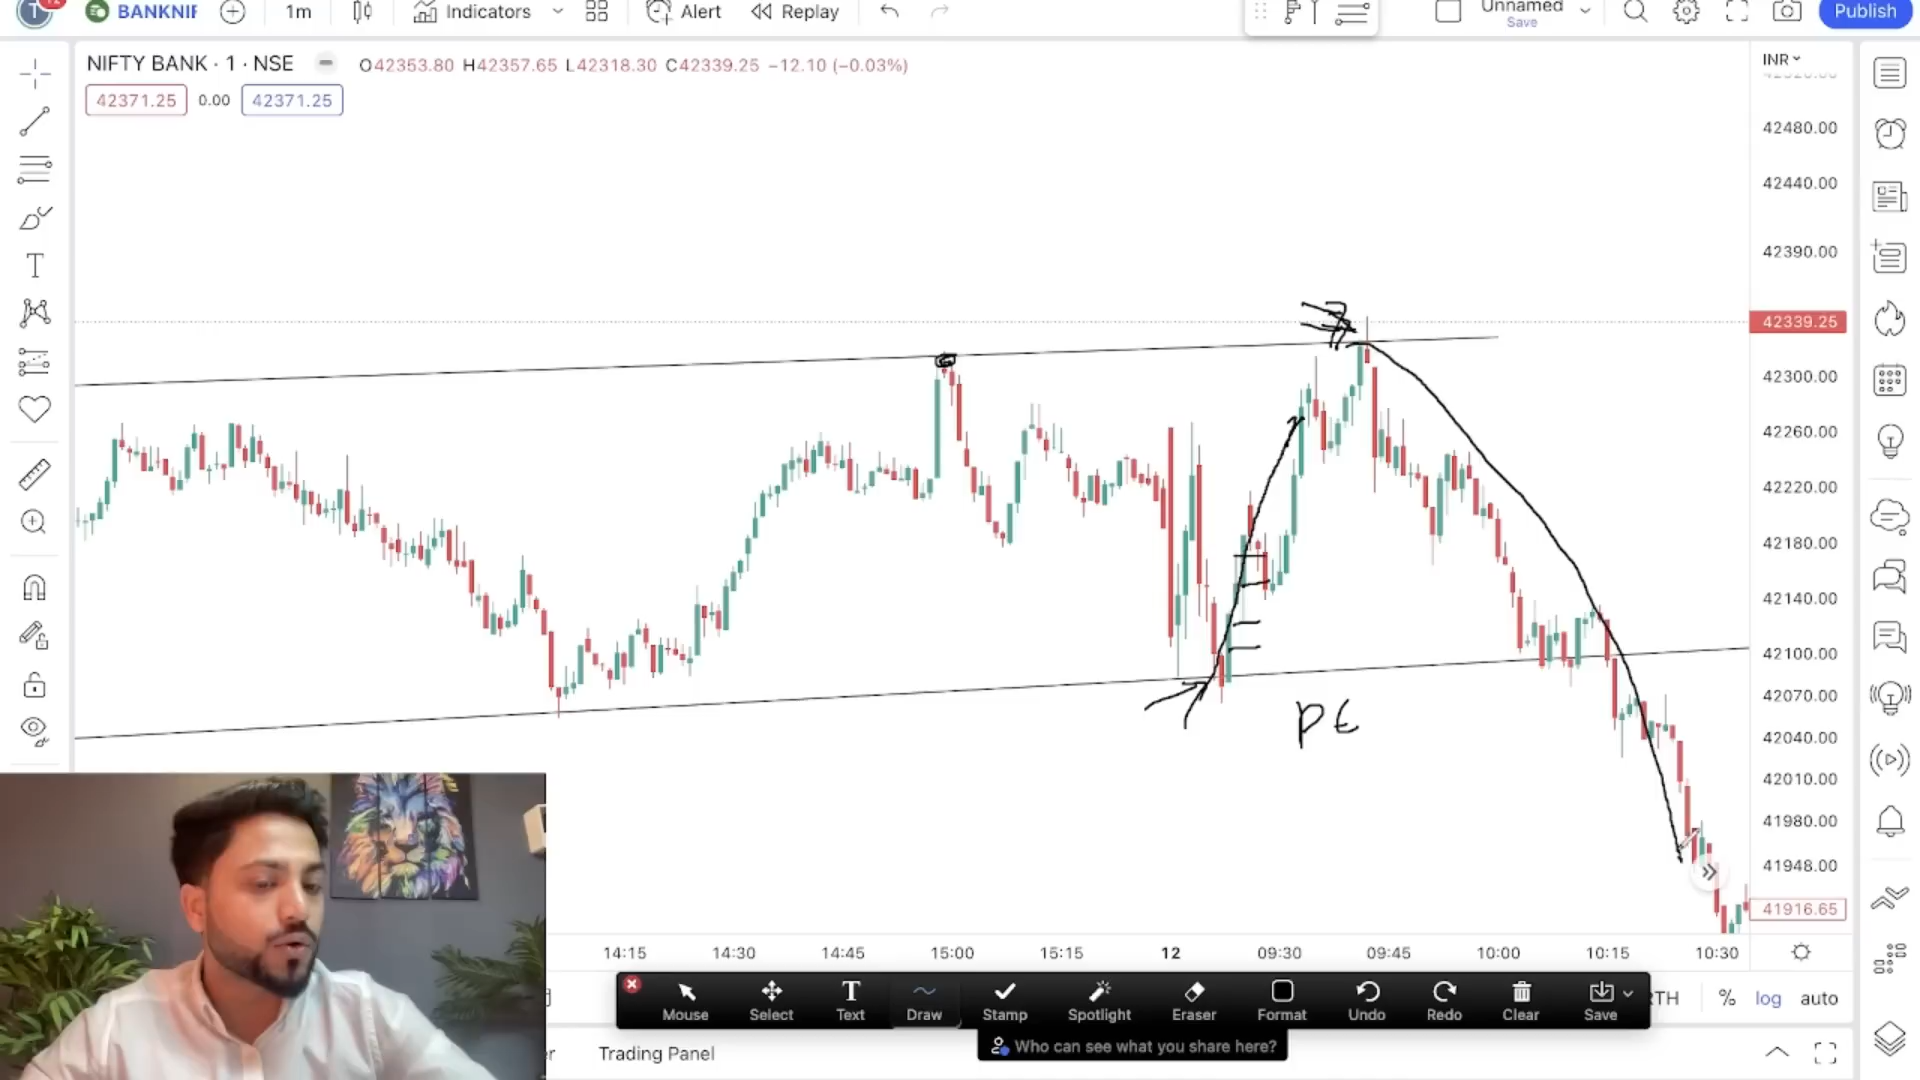 BANKNIF
1m
Indicators
Alert
Replay
Unnamed
Save
Publish
NIFTY BANK · 1 · NSE
O42353.80 H42357.65 L42318.30 C42339.25 −12.10 (−0.03%)
42371.25 0.00 42371.25
INR
42480.00
42440.00
42390.00
42339.25
42300.00
42260.00
42220.00
42180.00
42140.00
42100.00
42070.00
42040.00
42010.00
41980.00
41948.00
41916.65
PE
14:15 14:30 14:45 15:00 15:15 12 09:30 09:45 10:00 10:15 10:30
Mouse Select Text Draw Stamp Spotlight Eraser Format Undo Redo Clear Save
RTH % log auto
Who can see what you share here?
Trading Panel